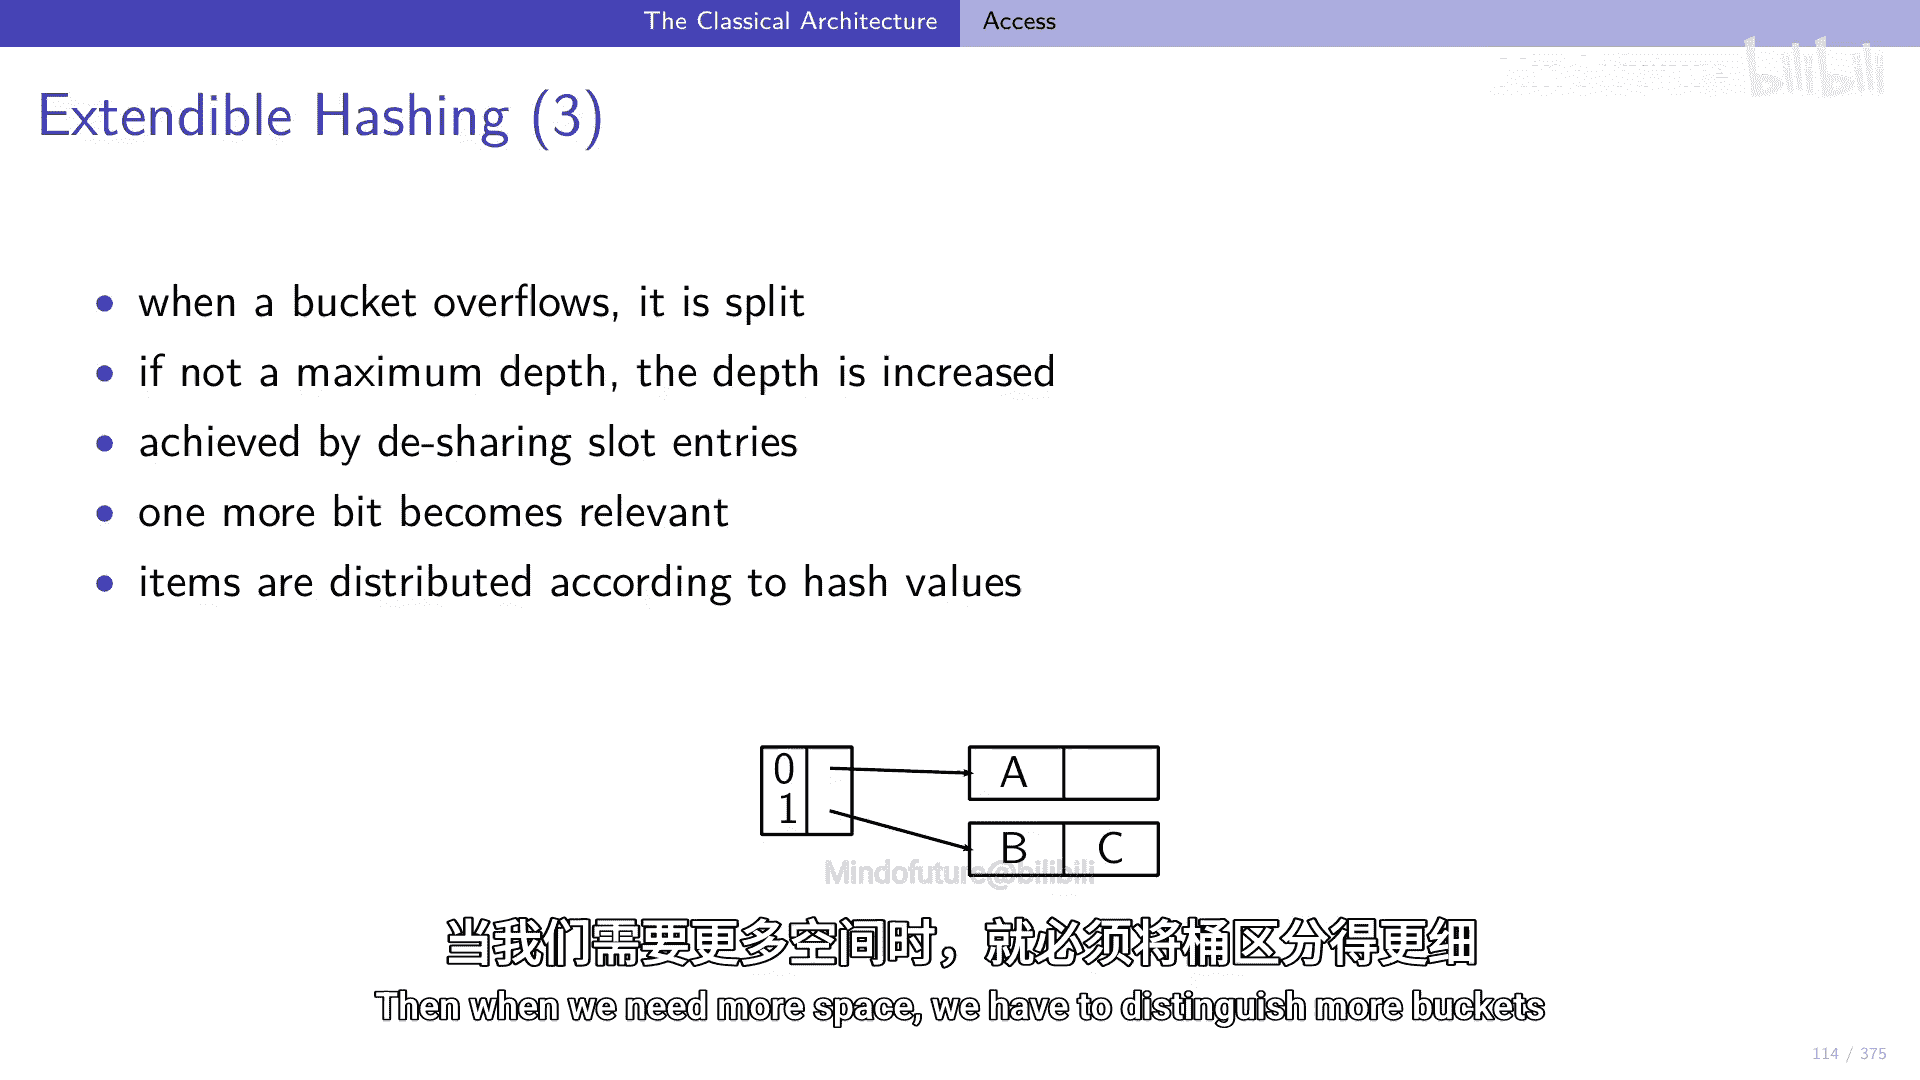 The Classical Architecture Access
bilibili
Extendible Hashing (3)
• when a bucket overflows, it is split
• if not a maximum depth, the depth is increased
• achieved by de-sharing slot entries
• one more bit becomes relevant
• items are distributed according to hash values
0 A
1 B C
Mindofuture@bilibili
当我们需要更多空间时，就必须将桶区分得更细
Then when we need more space, we have to distinguish more buckets
114 / 375